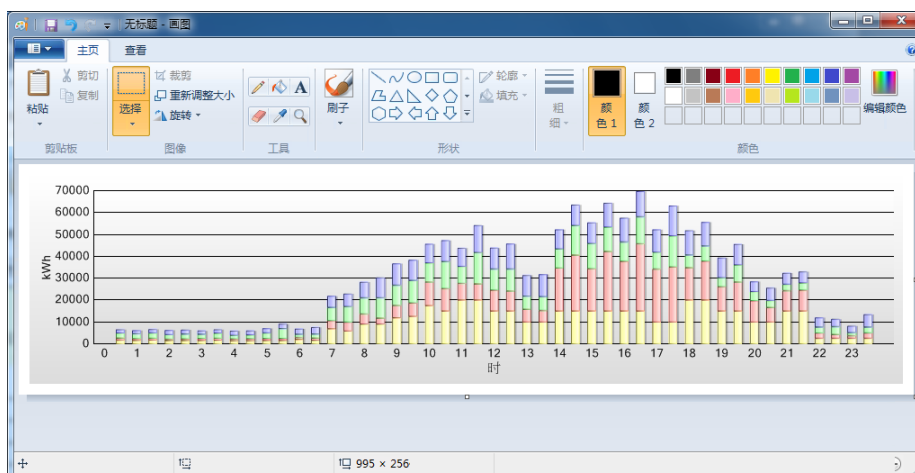 无标题 - 画图
主页 查看
粘贴
剪切
复制
剪贴板
选择
裁剪
重新调整大小
旋转
图像
A
工具
刷子
形状
轮廓
填充
粗细
颜色 1
颜色 2
编辑颜色
颜色
70000
60000
50000
40000
30000
20000
10000
0
kWh
0 1 2 3 4 5 6 7 8 9 10 11 12 13 14 15 16 17 18 19 20 21 22 23
时
995 × 256